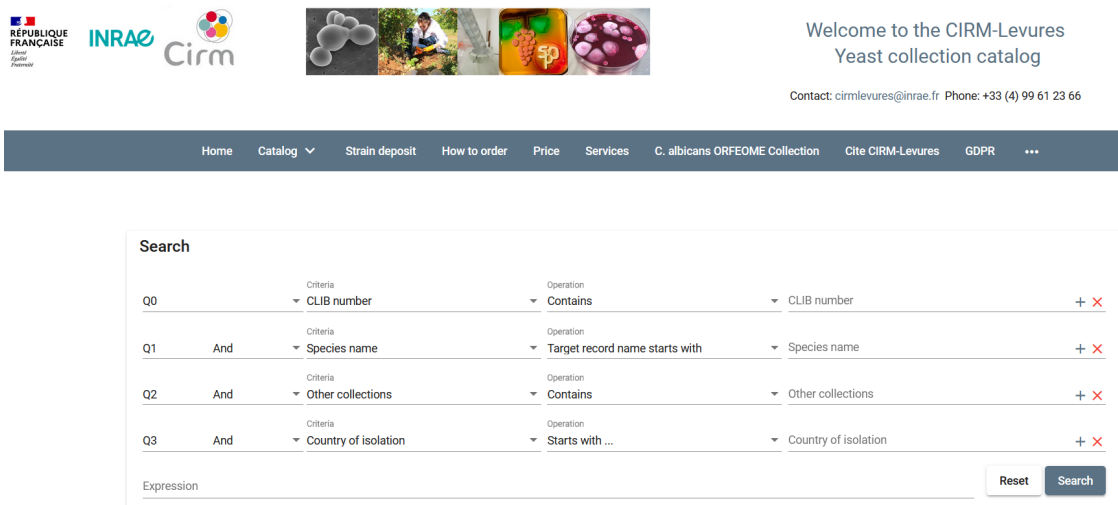 RÉPUBLIQUE
FRANÇAISE
Liberté
Égalité
Fraternité
INRAE
Cirm
sp
Welcome to the CIRM-Levures
Yeast collection catalog
Contact: cirmlevures@inrae.fr Phone: +33 (4) 99 61 23 66
Home Catalog Strain deposit How to order Price Services C. albicans ORFEOME Collection Cite CIRM-Levures GDPR •••
Search
Criteria Operation
Q0 CLIB number Contains CLIB number
Criteria Operation
Q1 And Species name Target record name starts with Species name
Criteria Operation
Q2 And Other collections Contains Other collections
Criteria Operation
Q3 And Country of isolation Starts with ... Country of isolation
Expression
Reset Search